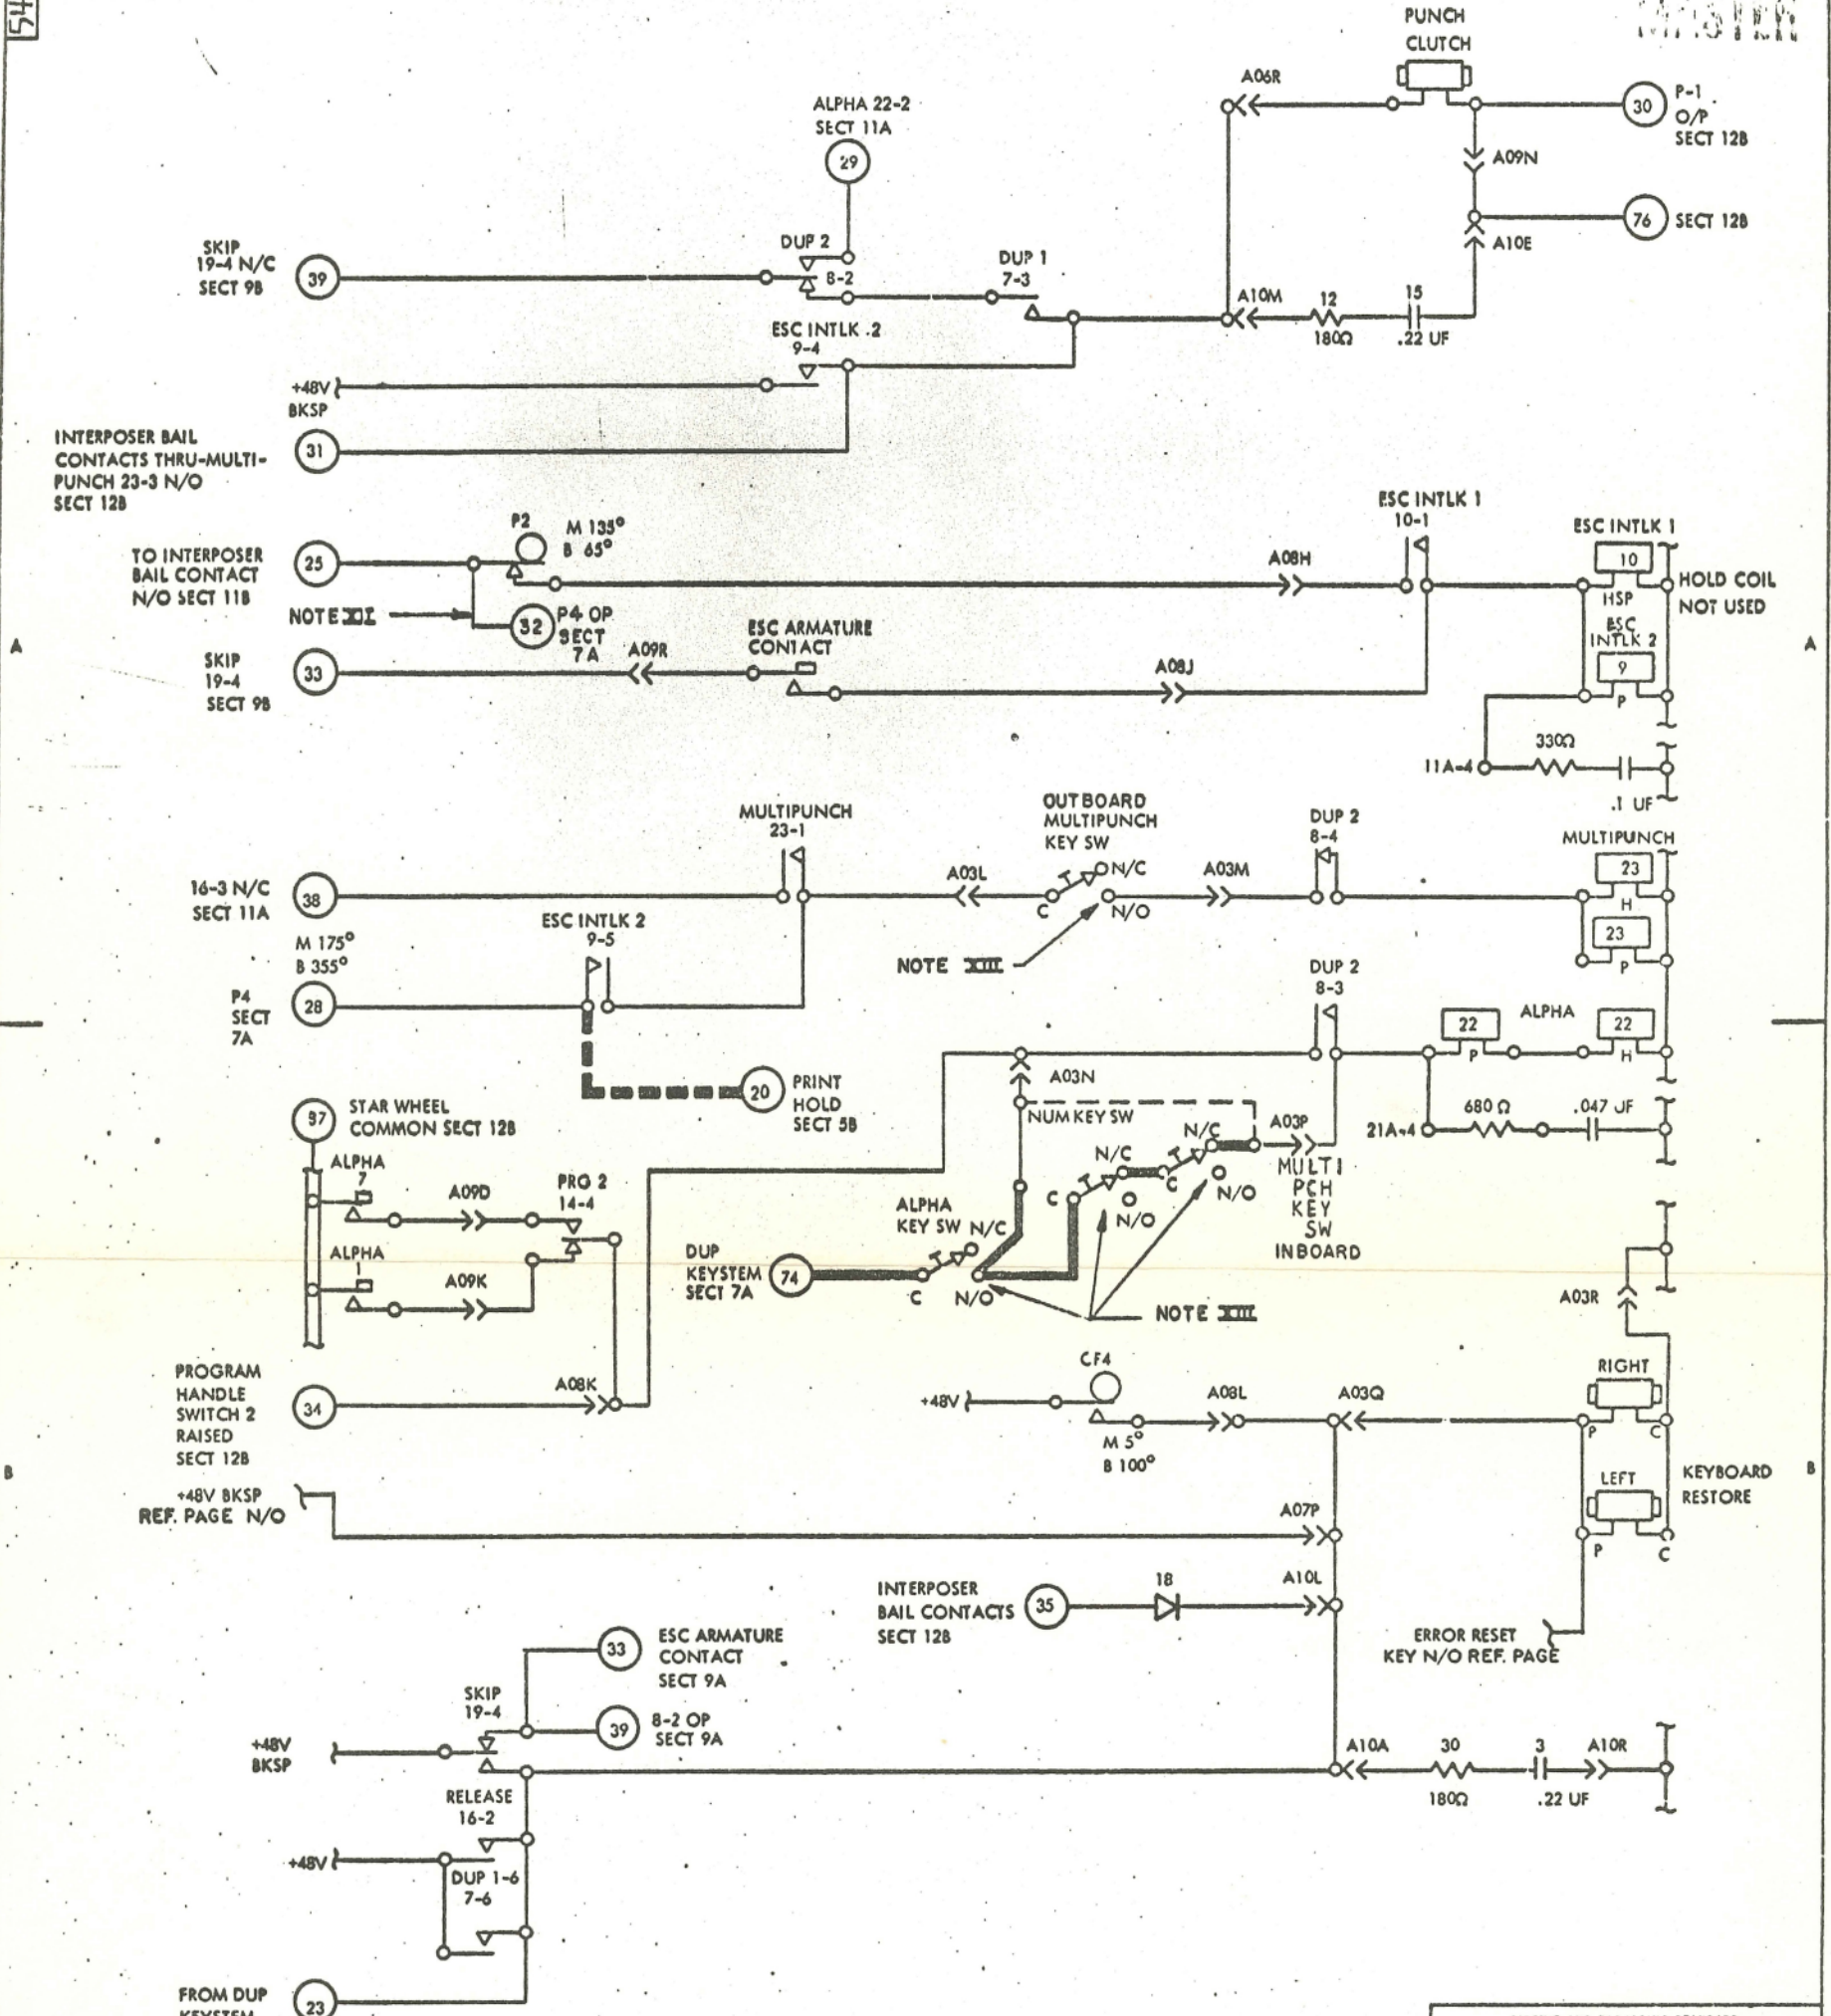 54
MASTER
PUNCH
CLUTCH
A06R
30
P-1
O/P
SECT 12B
ALPHA 22-2
SECT 11A
29
A09N
76
SECT 12B
A10E
SKIP
19-4 N/C
SECT 9B
39
DUP 2
8-2
DUP 1
7-3
A10M
12
180Ω
15
.22 UF
ESC INTLK .2
9-4
+48V
BKSP
INTERPOSER BAIL
CONTACTS THRU-MULTI-
PUNCH 23-3 N/O
SECT 12B
31
ESC INTLK 1
10-1
ESC INTLK 1
10
HSP
HOLD COIL
NOT USED
TO INTERPOSER
BAIL CONTACT
N/O SECT 11B
25
P2
M 135°
B 65°
A08H
NOTE XI
32
P4 OP
SECT
7A
ESC
INTLK 2
9
P
A
A
SKIP
19-4
SECT 9B
33
A09R
ESC ARMATURE
CONTACT
A08J
330Ω
11A-4
.1 UF
MULTIPUNCH
23-1
OUTBOARD
MULTIPUNCH
KEY SW
DUP 2
8-4
MULTIPUNCH
23
H
23
P
16-3 N/C
SECT 11A
38
A03L
C
N/C
N/O
A03M
NOTE XIII
ESC INTLK 2
9-5
M 175°
B 355°
P4
SECT
7A
28
DUP 2
8-3
22
P
ALPHA
22
H
20
PRINT
HOLD
SECT 5B
A03N
NUM KEY SW
680 Ω
.047 UF
21A-4
37
STAR WHEEL
COMMON SECT 12B
ALPHA
7
A09D
PRG 2
14-4
ALPHA
1
A09K
N/C
A03P
N/C
C
C
N/O
N/O
MULTI
PCH
KEY
SW
INBOARD
ALPHA
KEY SW
N/C
DUP
KEYSTEM
SECT 7A
74
C
N/O
NOTE XIII
A03R
PROGRAM
HANDLE
SWITCH 2
RAISED
SECT 12B
34
A08K
CF4
+48V
M 5°
B 100°
A08L
A03Q
RIGHT
P
C
LEFT
P
C
KEYBOARD
RESTORE
B
B
+48V BKSP
REF. PAGE N/O
A07P
INTERPOSER
BAIL CONTACTS
SECT 12B
35
18
A10L
ERROR RESET
KEY N/O REF. PAGE
33
ESC ARMATURE
CONTACT
SECT 9A
SKIP
19-4
39
8-2 OP
SECT 9A
+48V
BKSP
A10A
30
180Ω
3
.22 UF
A10R
RELEASE
16-2
+48V
DUP 1-6
7-6
FROM DUP
KEYSTEM
23